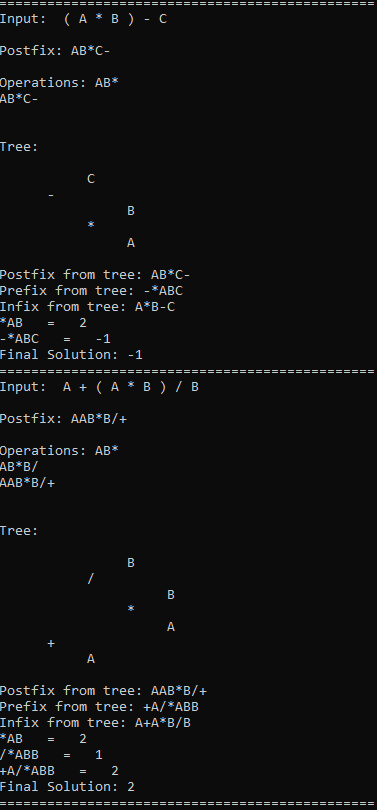 ===============================================
Input:  ( A * B ) - C
Postfix: AB*C-
Operations: AB*
AB*C-
Tree:
C
-
B
*
A
Postfix from tree: AB*C-
Prefix from tree: -*ABC
Infix from tree: A*B-C
*AB   =   2
-*ABC   =   -1
Final Solution: -1
===============================================
Input:  A + ( A * B ) / B
Postfix: AAB*B/+
Operations: AB*
AB*B/
AAB*B/+
Tree:
B
/
B
*
A
+
A
Postfix from tree: AAB*B/+
Prefix from tree: +A/*ABB
Infix from tree: A+A*B/B
*AB   =   2
/*ABB   =   1
+A/*ABB   =   2
Final Solution: 2
===============================================